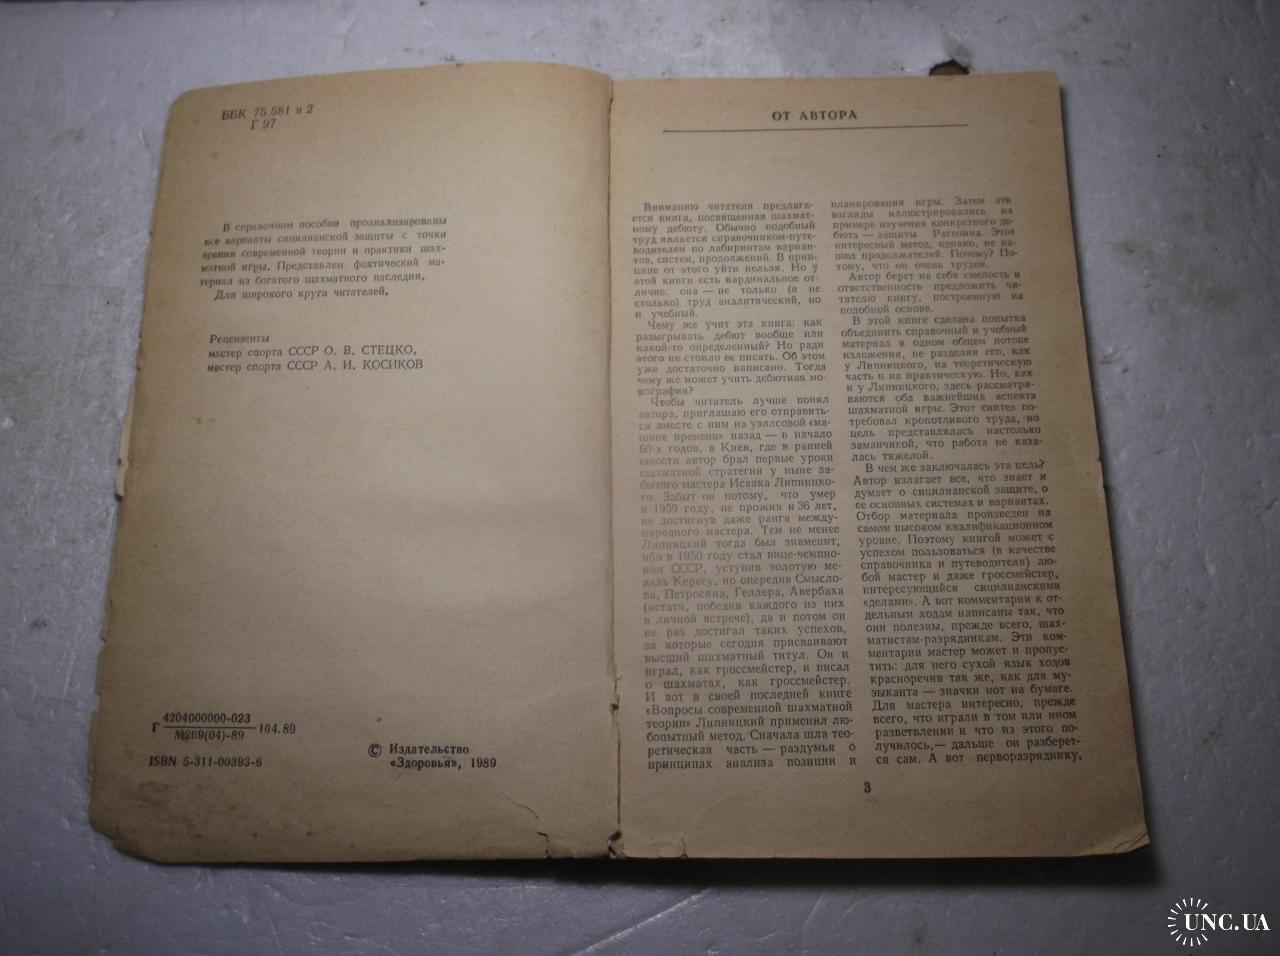 ББК 75.581 я 2
Г 97
В справочном пособии проанализированы
все варианты сицилианской защиты с точки
зрения современной теории и практики шах-
матной игры. Представлен фактический ма-
териал из богатого шахматного наследия.
Для широкого круга читателей.
Рецензенты
мастер спорта СССР О. В. СТЕЦКО,
мастер спорта СССР А. И. КОСИКОВ
Г 4204000000-023 164.89
М209(04)-89
ISBN 5-311-00393-6
© Издательство
«Здоровья», 1989
ОТ АВТОРА
Вниманию читателя предлага-
ется книга, посвященная шахмат-
ному дебюту. Обычно подобный
труд является справочником-путе-
водителем по лабиринтам вариан-
тов, систем, продолжений. В прин-
ципе от этого уйти нельзя. Но у
этой книги есть кардинальное от-
личие: она — не только (и не
столько) труд аналитический, но
и учебный.
Чему же учит эта книга: как
разыгрывать дебют вообще или
какой-то определенный? Но ради
этого не стоило ее писать. Об этом
уже достаточно написано. Тогда
чему же может учить дебютная мо-
нография?
Чтобы читатель лучше понял
автора, приглашаю его отправить-
ся вместе с ним на уэллсовой «ма-
шине времени» назад — в начало
50-х годов, в Киев, где в ранней
юности автор брал первые уроки
шахматной стратегии у ныне за-
бытого мастера Исаака Липницко-
го. Забыт он потому, что умер
в 1959 году, не прожив и 36 лет,
не достигнув даже ранга между-
народного мастера. Тем не менее
Липницкий тогда был знаменит,
ибо в 1950 году стал вице-чемпио-
ном СССР, уступив золотую ме-
даль Кересу, но опередив Смысло-
ва, Петросяна, Геллера, Авербаха
(кстати, победив каждого из них
в личной встрече), да и потом он
не раз достигал таких успехов,
за которые сегодня присваивают
высший шахматный титул. Он и
играл, как гроссмейстер, и писал
о шахматах, как гроссмейстер.
И вот в своей последней книге
«Вопросы современной шахматной
теории» Липницкий применил лю-
бопытный метод. Сначала шла тео-
ретическая часть — раздумья о
принципах анализа позиции и
планирования игры. Затем эти
взгляды иллюстрировались на
примере изучения конкретного де-
бюта — защиты Рагозина. Этот
интересный метод, однако, не на-
шел продолжателей. Почему? По-
тому, что он очень труден.
Автор берет на себя смелость и
ответственность предложить чи-
тателю книгу, построенную на
подобной основе.
В этой книге сделана попытка
объединить справочный и учебный
материал в одном общем потоке
изложения, не разделяя его, как
у Липницкого, на теоретическую
часть и на практическую. Но, как
и у Липницкого, здесь рассматри-
ваются оба важнейших аспекта
шахматной игры. Этот синтез по-
требовал кропотливого труда, но
цель представлялась настолько
заманчивой, что работа не каза-
лась тяжелой.
В чем же заключалась эта цель?
Автор излагает все, что знает и
думает о сицилианской защите, о
ее основных системах и вариантах.
Отбор материала произведен на
самом высоком квалификационном
уровне. Поэтому книгой может с
успехом пользоваться (в качестве
справочника и путеводителя) лю-
бой мастер и даже гроссмейстер,
интересующийся сицилианскими
«делами». А вот комментарии к от-
дельным ходам написаны так, что
они полезны, прежде всего, шах-
матистам-разрядникам. Эти ком-
ментарии мастер может и пропус-
тить: для него сухой язык ходов
красноречив так же, как для му-
зыканта — значки нот на бумаге.
Для мастера интересно, прежде
всего, что играли в том или ином
разветвлении и что из этого по-
лучилось,— дальше он разберет-
ся сам. А вот перворазряднику,
3
UNC.UA